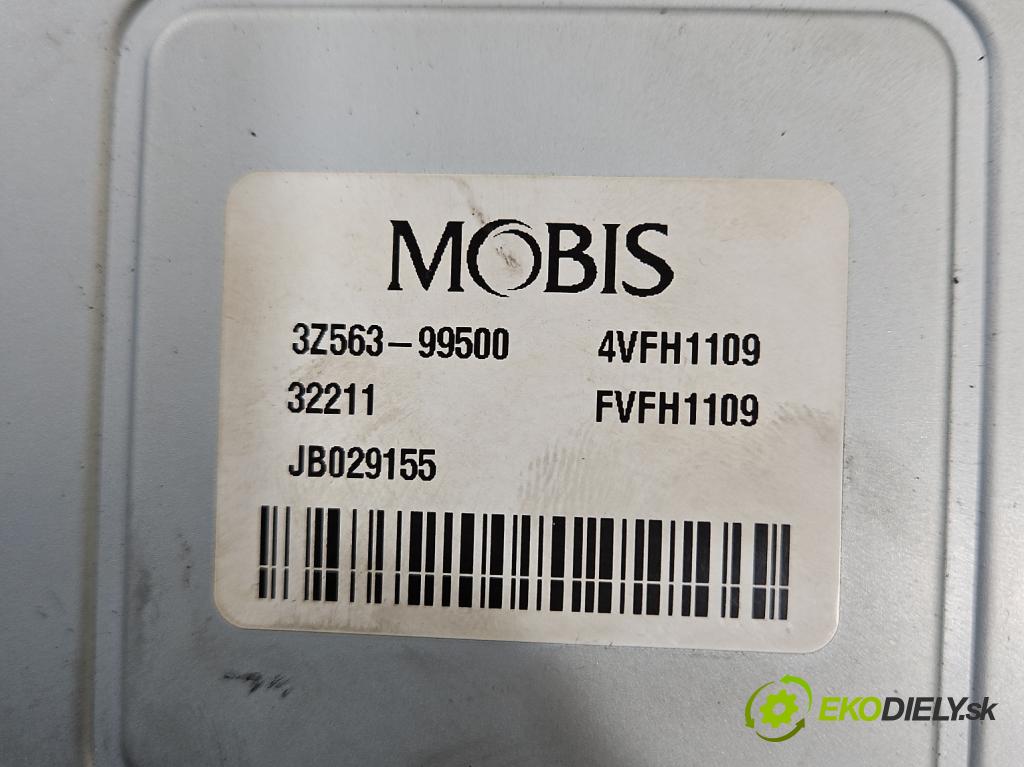 MOBIS
3Z563-99500 4VFH1109
32211 FVFH1109
JB029155
EKODIELY.sk